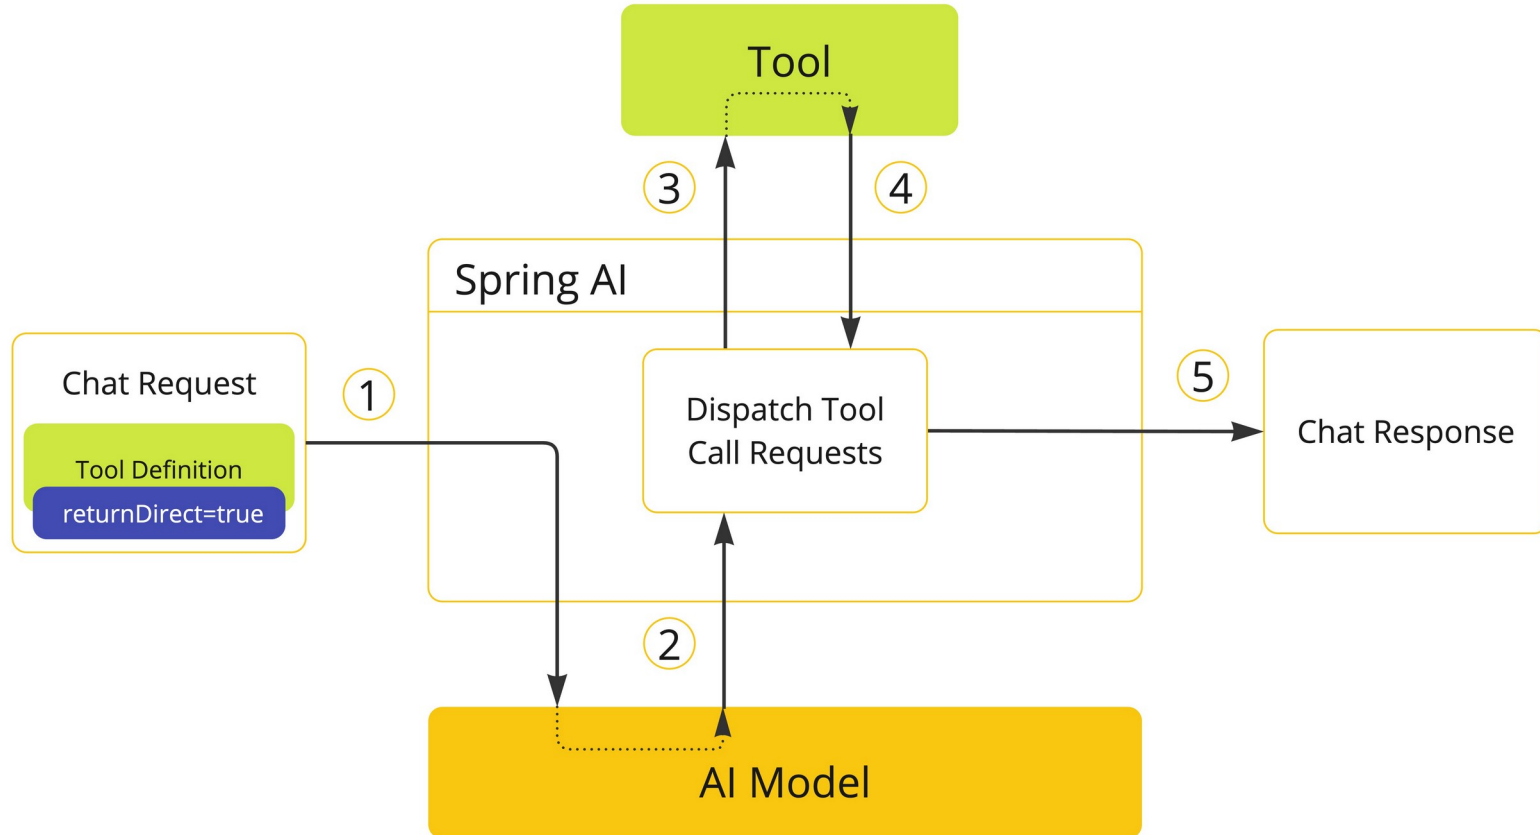 Tool
3
4
Spring AI
Chat Request
1
Tool Definition
returnDirect=true
Dispatch Tool
Call Requests
5
Chat Response
2
AI Model